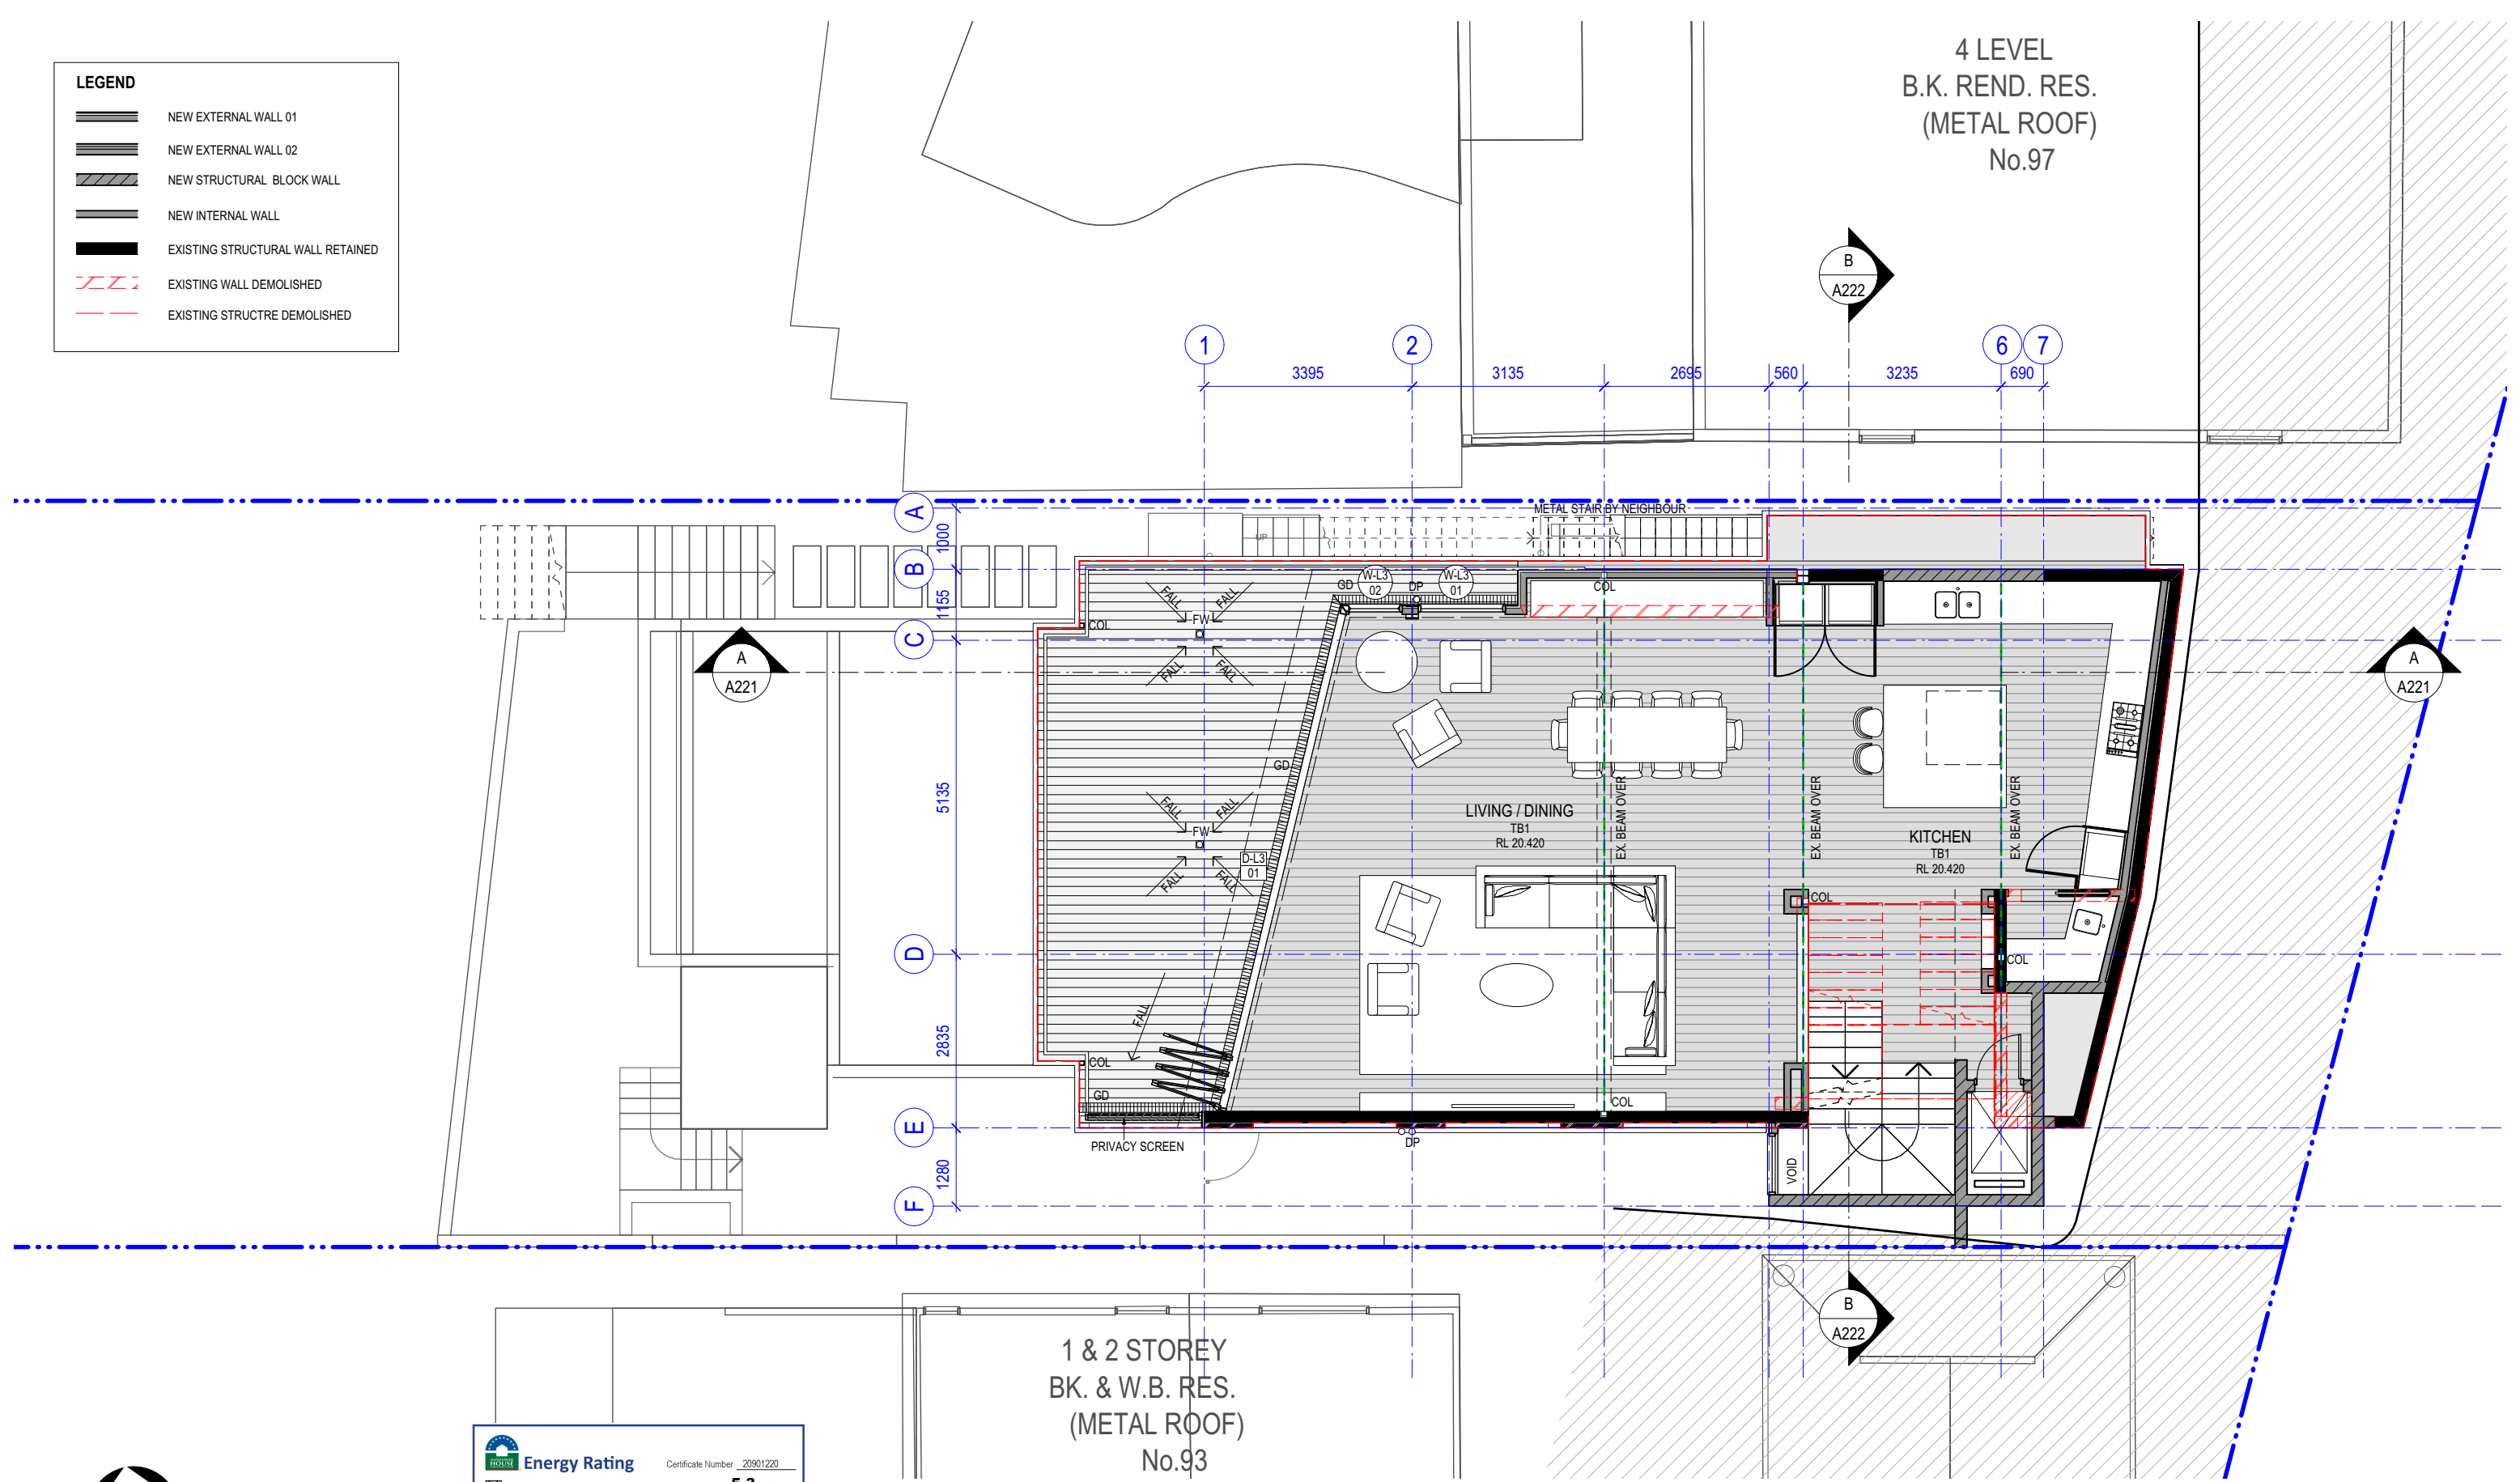 LEGEND
NEW EXTERNAL WALL 01
NEW EXTERNAL WALL 02
NEW STRUCTURAL BLOCK WALL
NEW INTERNAL WALL
EXISTING STRUCTURAL WALL RETAINED
EXISTING WALL DEMOLISHED
EXISTING STRUCTRE DEMOLISHED
4 LEVEL
B.K. REND. RES.
(METAL ROOF)
No.97
B
A222
1
2
6
7
3395
3135
2695
560
3235
690
A
B
C
D
E
F
1000
1155
5135
2835
1280
METAL STAIR BY NEIGHBOUR
UP
GD
W-L3
02
DP
W-L3
01
COL
FALL
FALL
FW
FALL
FALL
COL
A
A221
A
A221
GD
FALL
FALL
FW
FALL
FALL
D-L3
01
LIVING / DINING
TB1
RL 20.420
EX. BEAM OVER
EX. BEAM OVER
KITCHEN
TB1
RL 20.420
EX. BEAM OVER
COL
COL
FALL
COL
GD
COL
PRIVACY SCREEN
DP
VOID
B
A222
1 & 2 STOREY
BK. & W.B. RES.
(METAL ROOF)
No.93
HOUSE
Energy Rating
Certificate Number 20901220